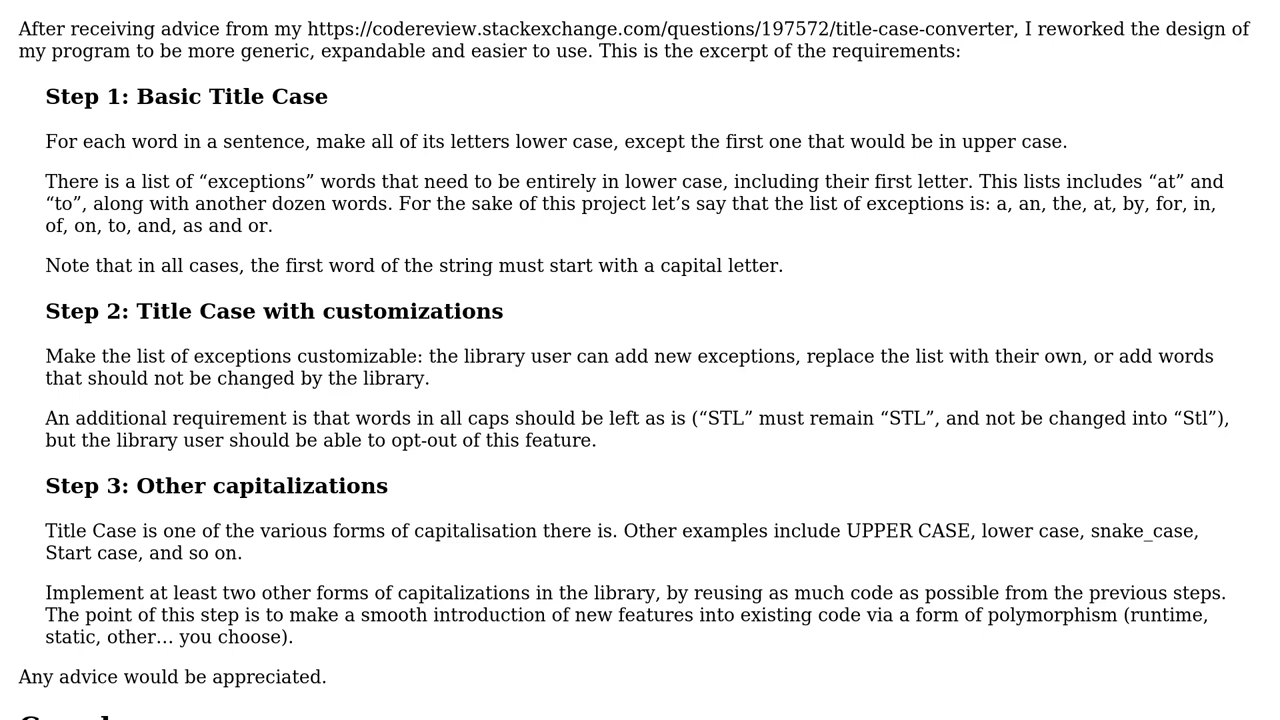 After receiving advice from my https://codereview.stackexchange.com/questions/197572/title-case-converter, I reworked the design of
my program to be more generic, expandable and easier to use. This is the excerpt of the requirements:
Step 1: Basic Title Case
For each word in a sentence, make all of its letters lower case, except the first one that would be in upper case.
There is a list of “exceptions” words that need to be entirely in lower case, including their first letter. This lists includes “at” and
“to”, along with another dozen words. For the sake of this project let’s say that the list of exceptions is: a, an, the, at, by, for, in,
of, on, to, and, as and or.
Note that in all cases, the first word of the string must start with a capital letter.
Step 2: Title Case with customizations
Make the list of exceptions customizable: the library user can add new exceptions, replace the list with their own, or add words
that should not be changed by the library.
An additional requirement is that words in all caps should be left as is (“STL” must remain “STL”, and not be changed into “Stl”),
but the library user should be able to opt-out of this feature.
Step 3: Other capitalizations
Title Case is one of the various forms of capitalisation there is. Other examples include UPPER CASE, lower case, snake_case,
Start case, and so on.
Implement at least two other forms of capitalizations in the library, by reusing as much code as possible from the previous steps.
The point of this step is to make a smooth introduction of new features into existing code via a form of polymorphism (runtime,
static, other… you choose).
Any advice would be appreciated.